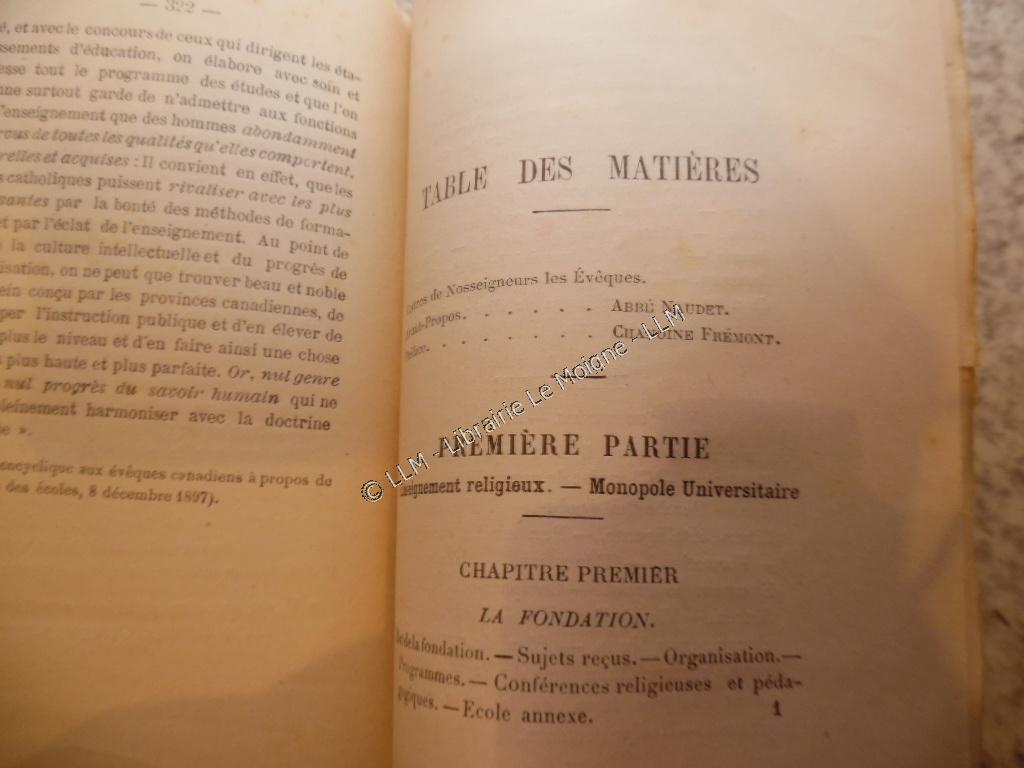 — 322 —
et avec le concours de ceux qui dirigent les éta-
ssements d'éducation, on élabore avec soin et
esse tout le programme des études et que l'on
nne surtout garde de n'admettre aux fonctions
l'enseignement que des hommes abondamment
rvus de toutes les qualités qu'elles comportent,
relles et acquises : Il convient en effet, que les
s catholiques puissent rivaliser avec les plus
santes par la bonté des méthodes de forma-
et par l'éclat de l'enseignement. Au point de
la culture intellectuelle et du progrès de
isation, on ne peut que trouver beau et noble
ein conçu par les provinces canadiennes, de
per l'instruction publique et d'en élever de
plus le niveau et d'en faire ainsi une chose
plus haute et plus parfaite. Or, nul genre
nul progrès du savoir humain qui ne
pleinement harmoniser avec la doctrine
e ».
encyclique aux évêques canadiens à propos de
des écoles, 8 décembre 1897).
TABLE DES MATIÈRES
de Nosseigneurs les Évêques.
Propos. . . . . . . ABBÉ NAUDET.
. . . . . . . CHANOINE FRÉMONT.
PREMIÈRE PARTIE
religieux. — Monopole Universitaire
CHAPITRE PREMIER
LA FONDATION.
de la fondation. — Sujets reçus. — Organisation. —
Programmes. — Conférences religieuses et péda-
gogiques. — Ecole annexe. 1
© LLM - Librairie Le Moigne - LLM